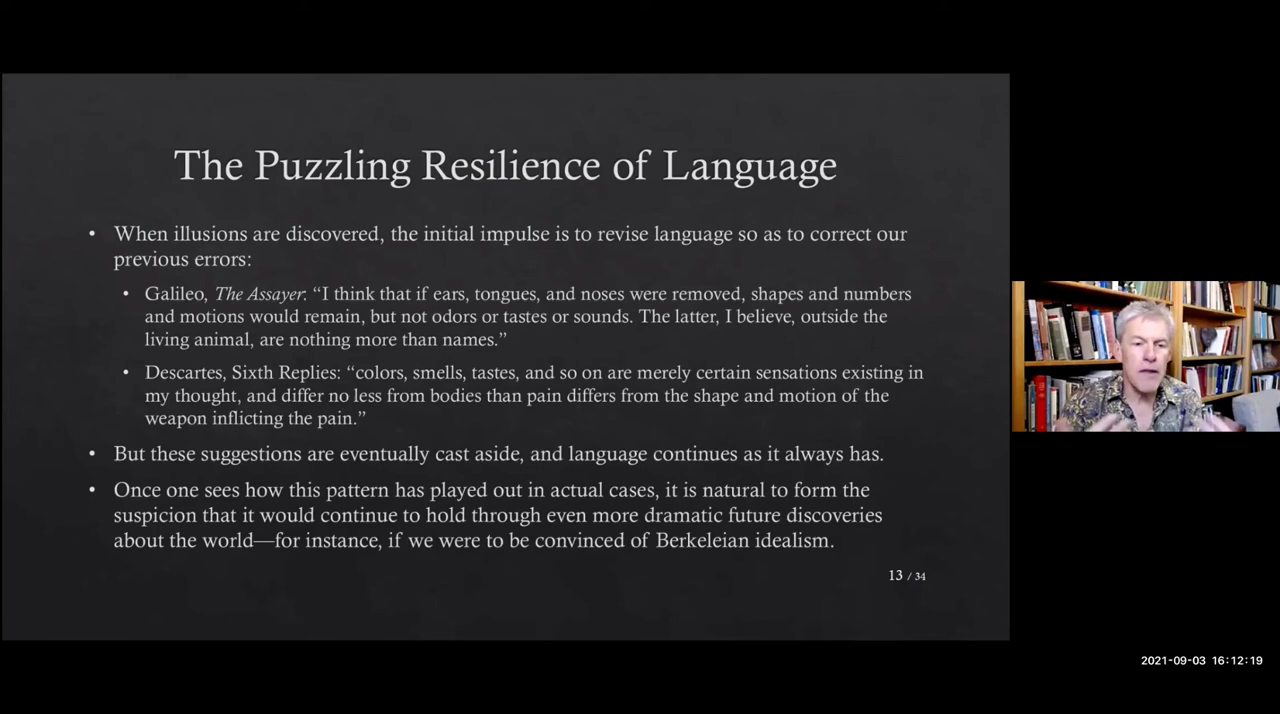 The Puzzling Resilience of Language
• When illusions are discovered, the initial impulse is to revise language so as to correct our
previous errors:
• Galileo, The Assayer: “I think that if ears, tongues, and noses were removed, shapes and numbers
and motions would remain, but not odors or tastes or sounds. The latter, I believe, outside the
living animal, are nothing more than names.”
• Descartes, Sixth Replies: “colors, smells, tastes, and so on are merely certain sensations existing in
my thought, and differ no less from bodies than pain differs from the shape and motion of the
weapon inflicting the pain.”
• But these suggestions are eventually cast aside, and language continues as it always has.
• Once one sees how this pattern has played out in actual cases, it is natural to form the
suspicion that it would continue to hold through even more dramatic future discoveries
about the world—for instance, if we were to be convinced of Berkeleian idealism.
13 / 34
2021-09-03 16:12:19